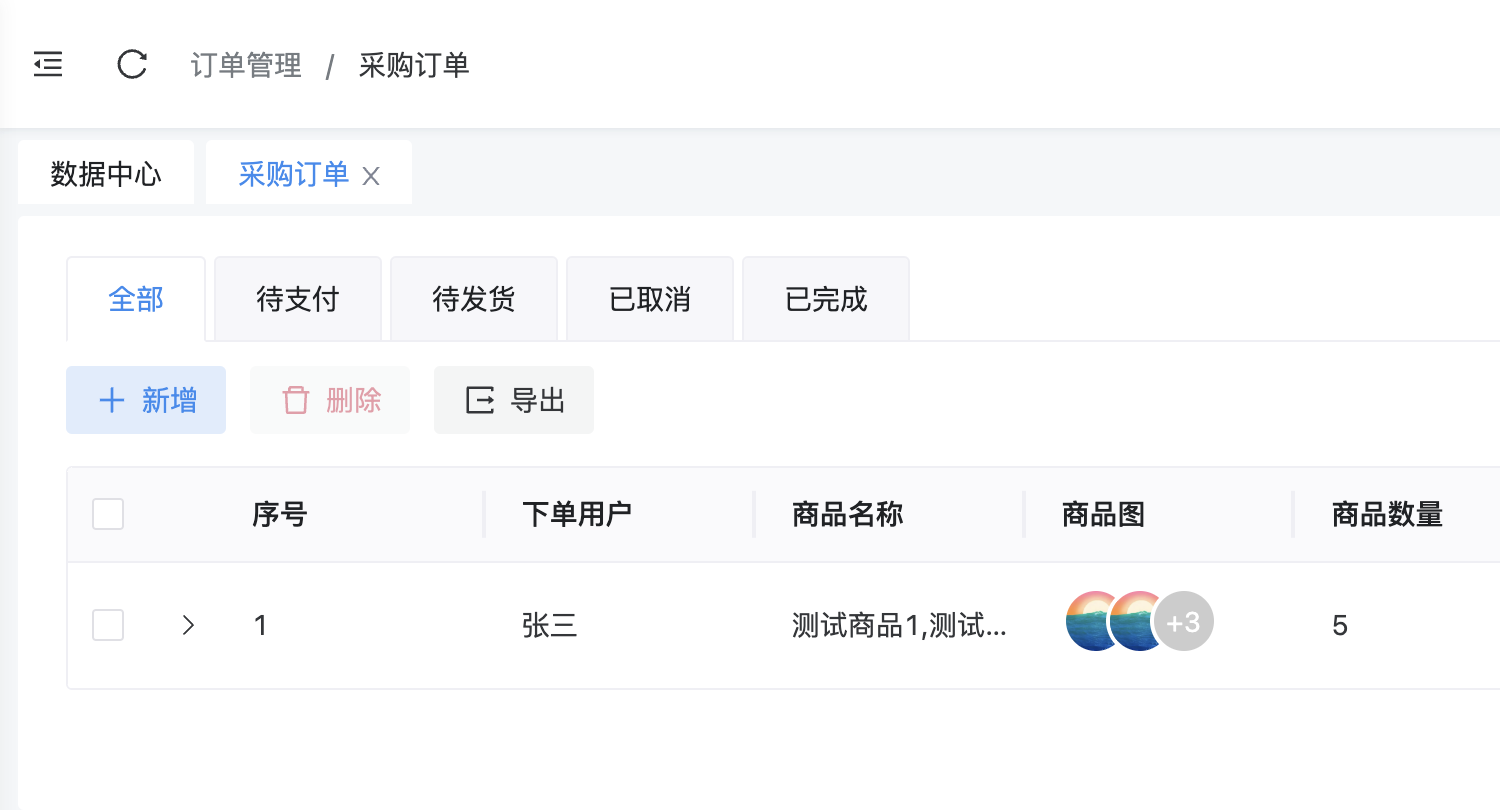 订单管理 / 采购订单
数据中心 采购订单 X
全部 待支付 待发货 已取消 已完成
新增 删除 导出
序号 下单用户 商品名称 商品图 商品数量
1 张三 测试商品1,测试... +3 5